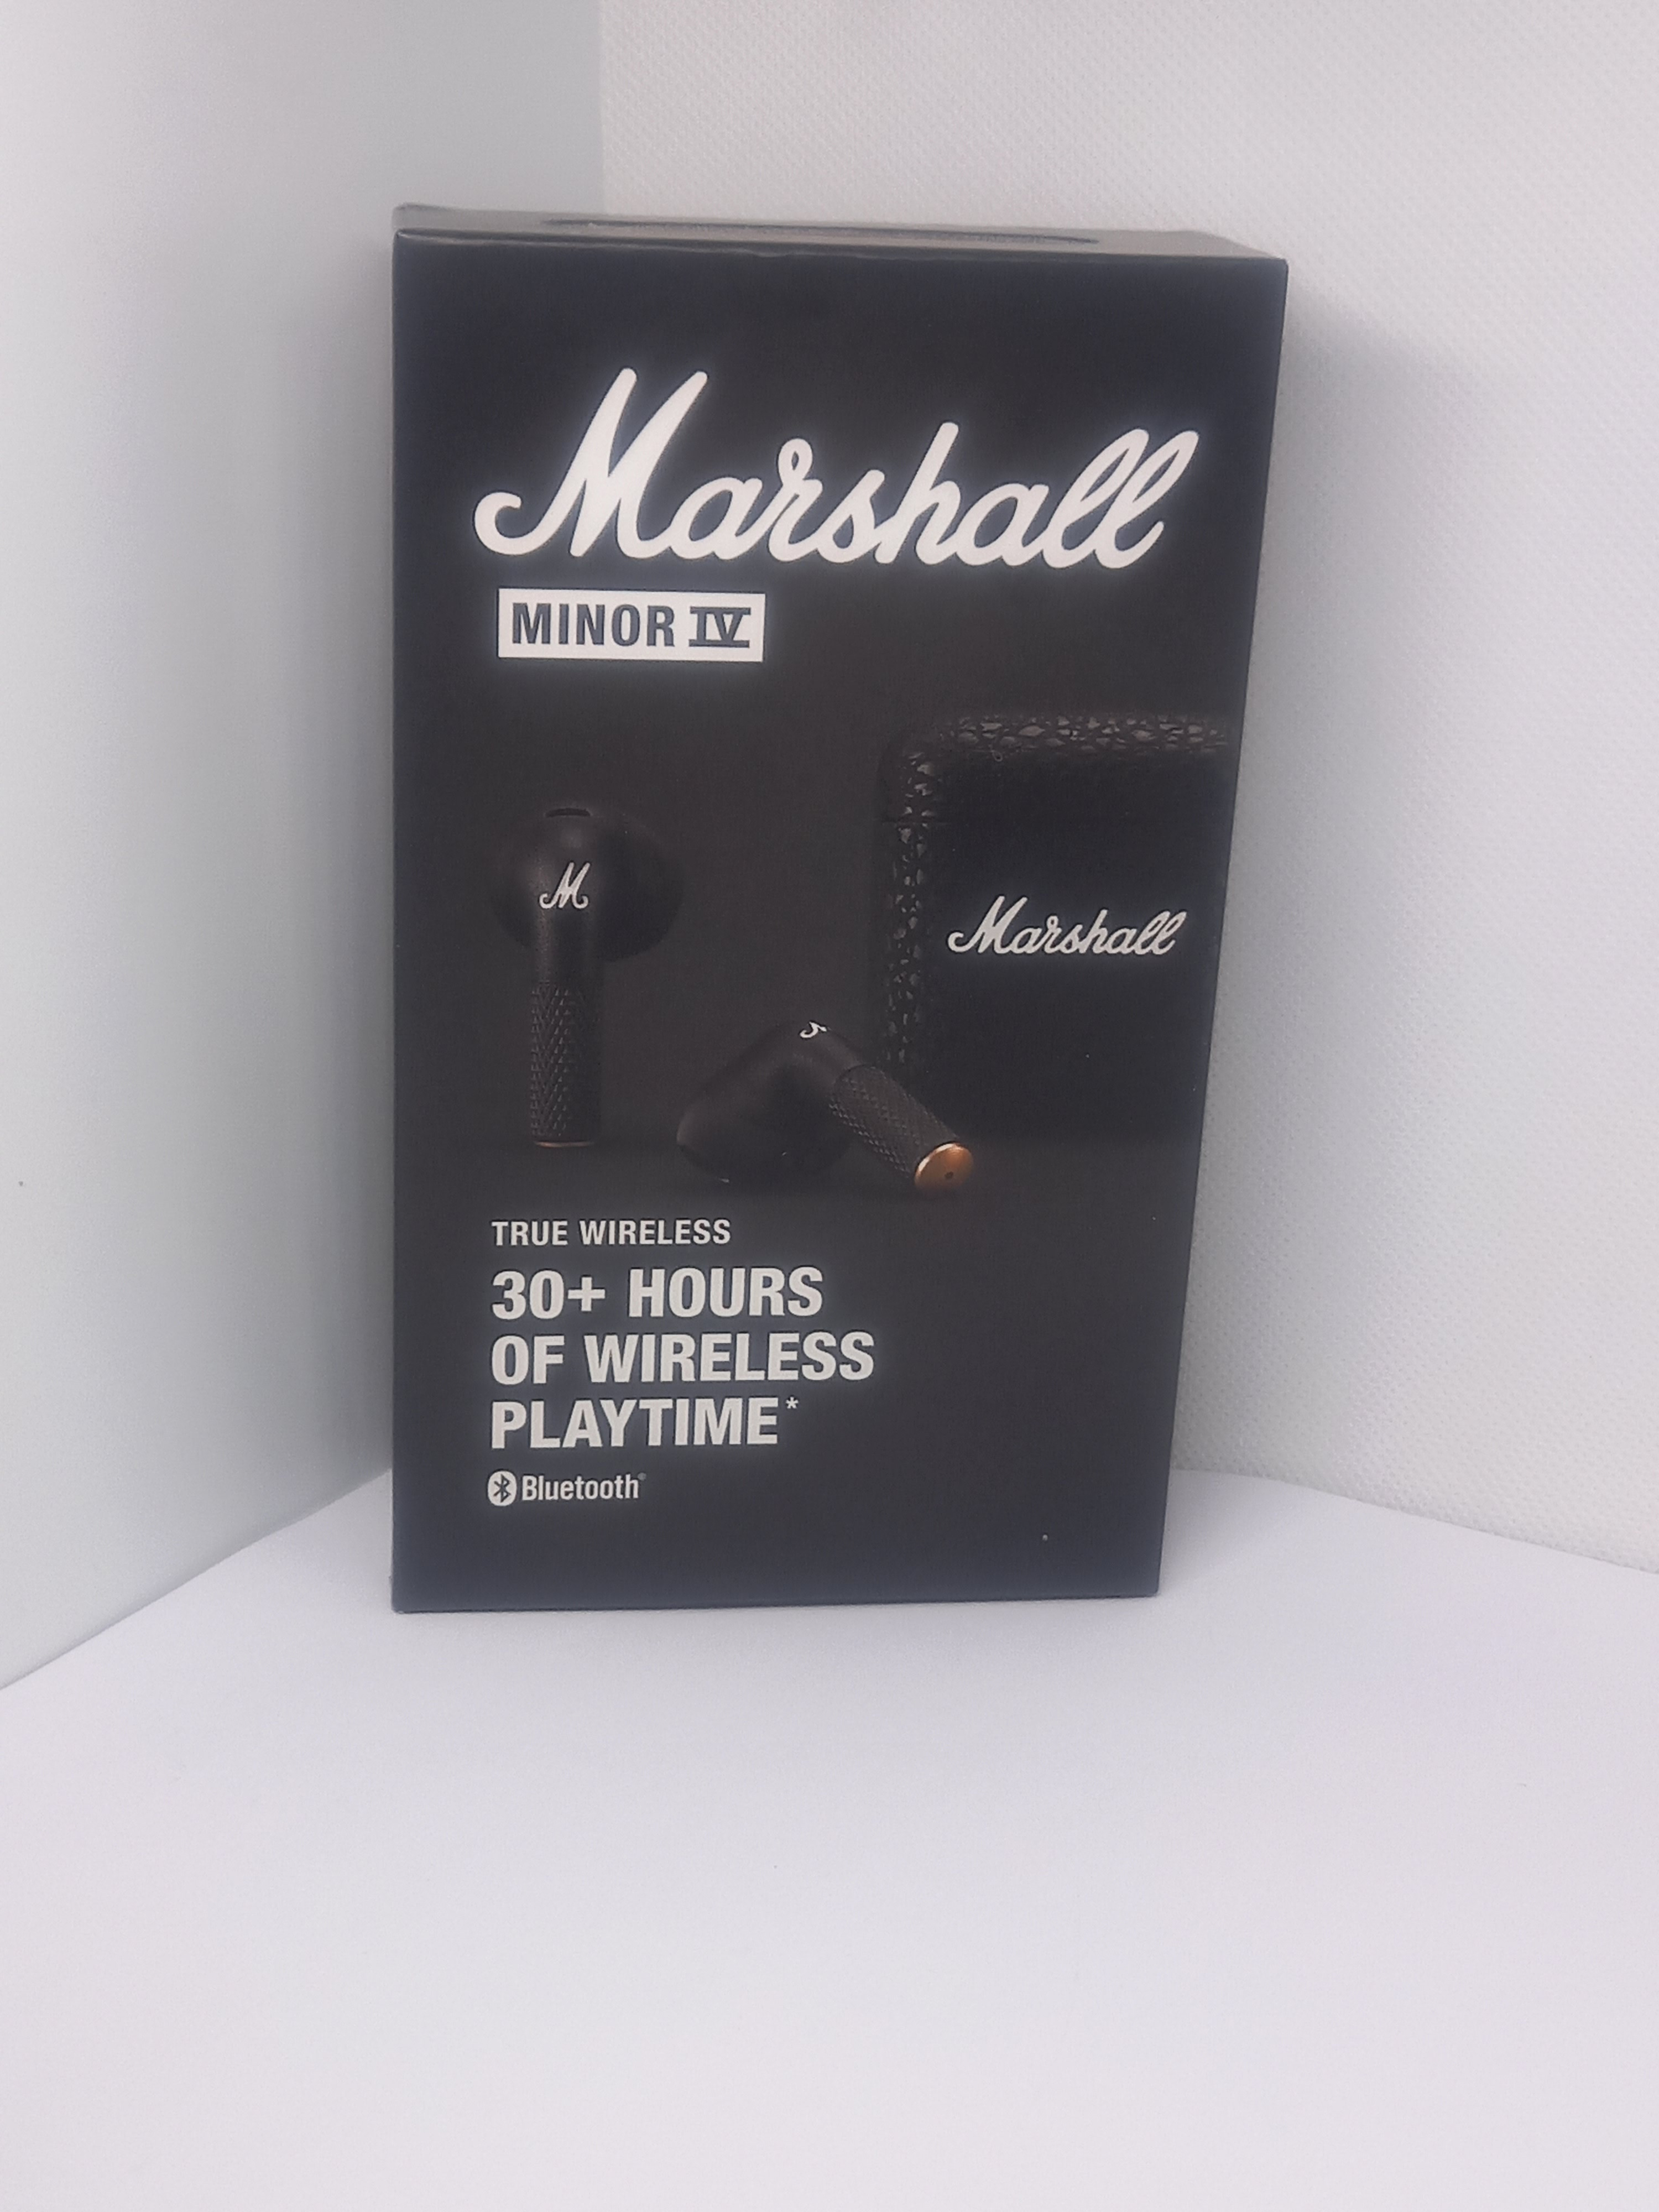 Marshall
MINOR IV
M
Marshall
TRUE WIRELESS
30+ HOURS
OF WIRELESS
PLAYTIME*
Bluetooth®